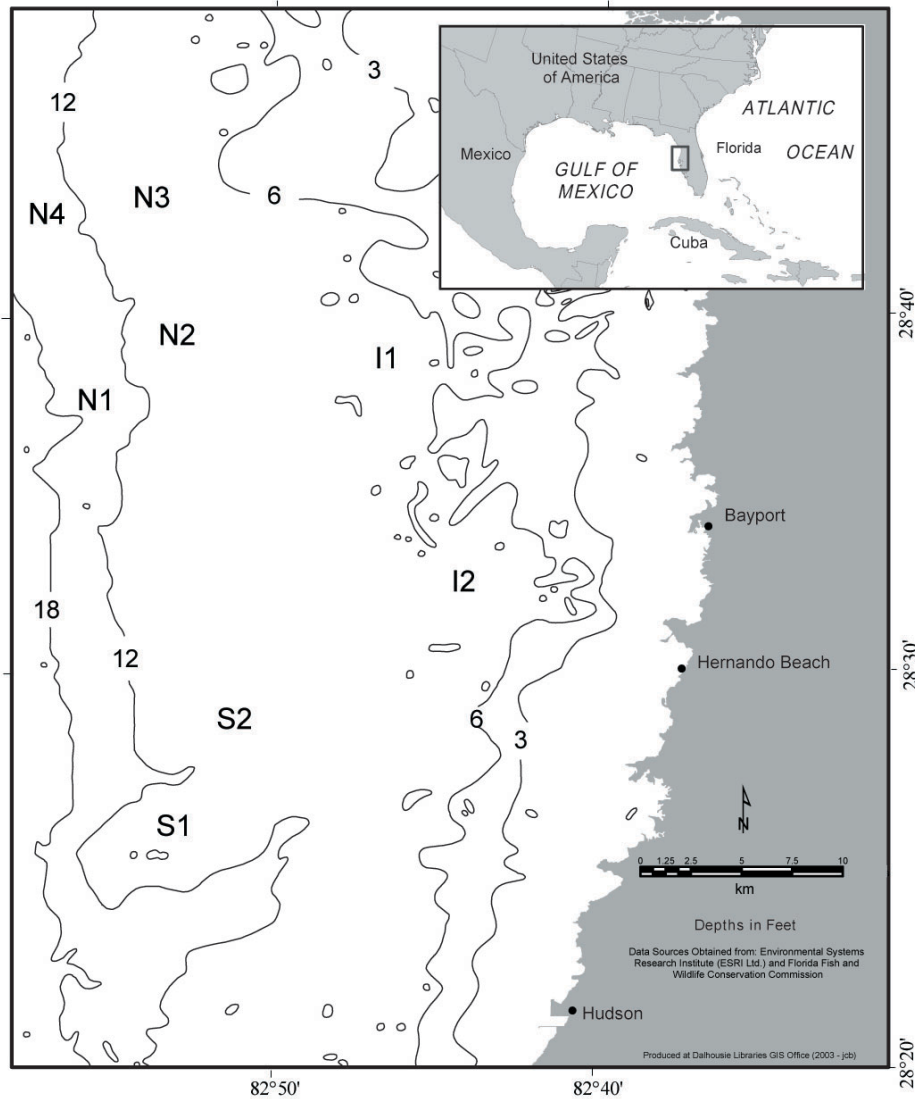 United States
of America
ATLANTIC
OCEAN
Mexico
GULF OF
MEXICO
Florida
Cuba
3
12
6
N4
N3
N2
N1
I1
28°40'
Bayport
I2
18
12
Hernando Beach
28°30'
S2
6
3
S1
N
0 1.25 2.5 5 7.5 10
km
Depths in Feet
Data Sources Obtained from: Environmental Systems
Research Institute (ESRI Ltd.) and Florida Fish and
Wildlife Conservation Commission
Hudson
Produced at Dalhousie Libraries GIS Office (2003 - jcb)
28°20'
82°50'
82°40'